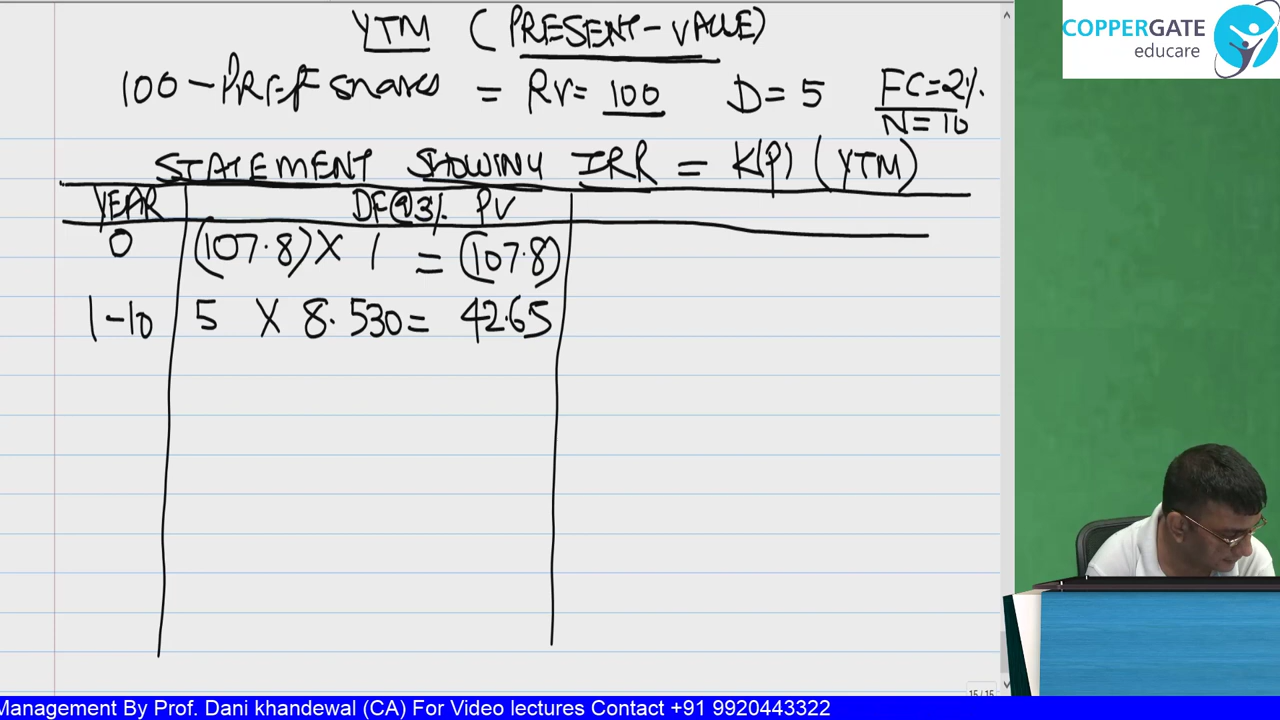 YTM (PRESENT-VALUE)
COPPERGATE
educare
100-PREF shares = RV= 100 D=5 FC=2%.
N=10
STATEMENT SHOWING IRR = K(P) (YTM)
YEAR DF@3%. PV
0 (107.8) X 1 = (107.8)
1-10 5 X 8.530= 42.65
15/15
Management By Prof. Dani khandewal (CA) For Video lectures Contact +91 9920443322